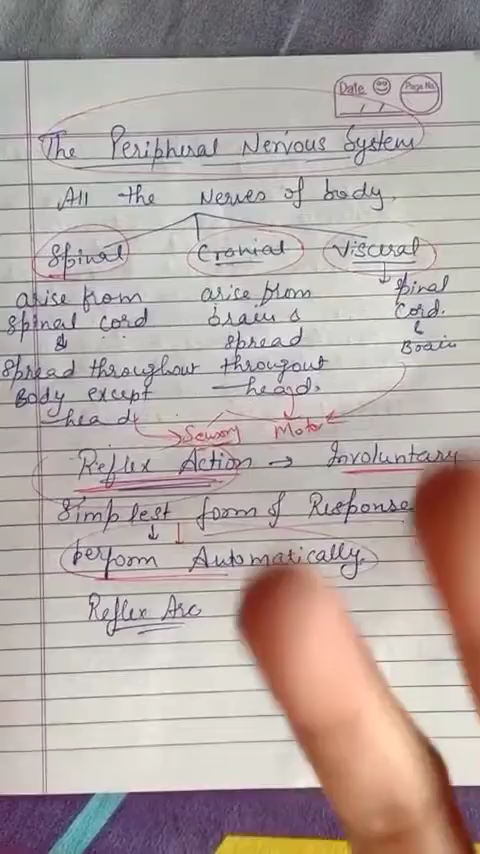 Date Page No.
/ /
The Peripheral Nervous System
All the Nerves of body.
Spinal Cranial Visceral
arise from arise from Spinal
Spinal cord brain & Cord.
& spread &
Spread throughout througout Brain
Body except head.
head
Sensory Motor
Reflex Action → Involuntary
Simplest form of Response
perform Automatically.
Reflex Arc